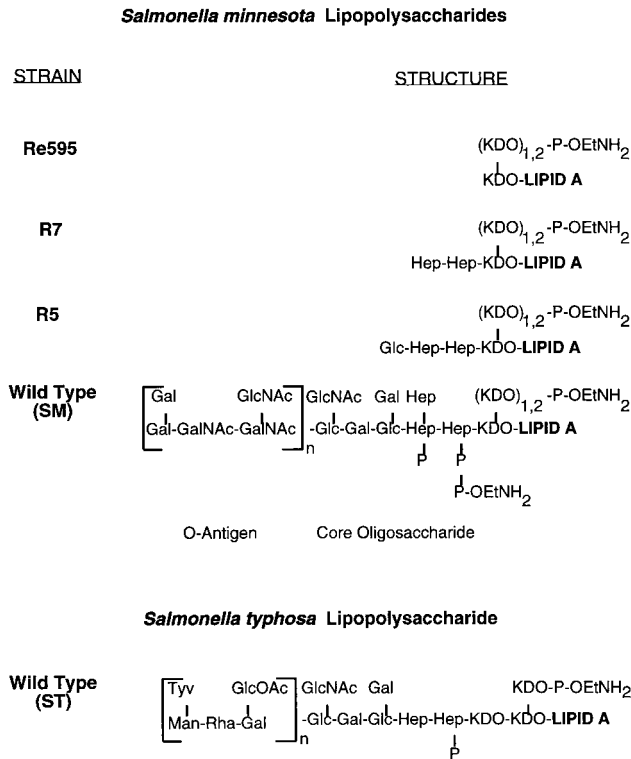 Salmonella minnesota Lipopolysaccharides
STRAIN STRUCTURE
Re595 (KDO)1,2-P-OEtNH2
KDO-LIPID A
R7 (KDO)1,2-P-OEtNH2
Hep-Hep-KDO-LIPID A
R5 (KDO)1,2-P-OEtNH2
Glc-Hep-Hep-KDO-LIPID A
Wild Type Gal GlcNAc GlcNAc Gal Hep (KDO)1,2-P-OEtNH2
(SM) Gal-GalNAc-GalNAc n -Glc-Gal-Glc-Hep-Hep-KDO-LIPID A
P P
P-OEtNH2
O-Antigen Core Oligosaccharide
Salmonella typhosa Lipopolysaccharide
Wild Type Tyv GlcOAc GlcNAc Gal KDO-P-OEtNH2
(ST) Man-Rha-Gal n -Glc-Gal-Glc-Hep-Hep-KDO-KDO-LIPID A
P